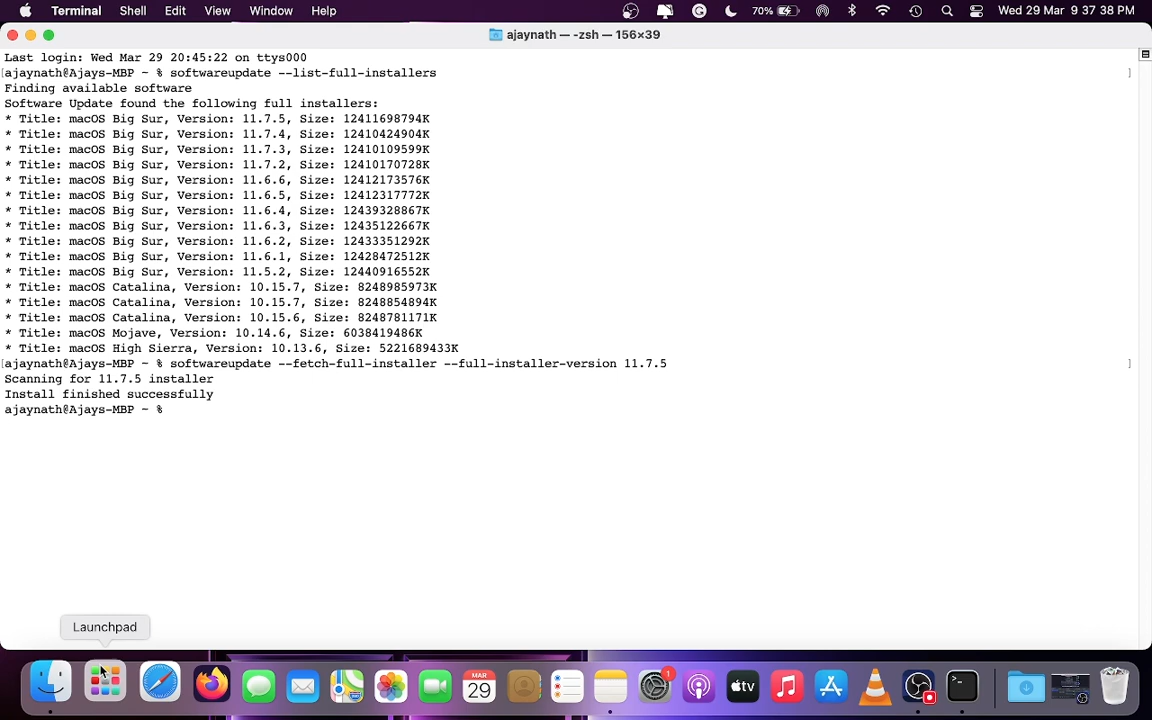 Terminal Shell Edit View Window Help 70% Wed 29 Mar 9 37 38 PM
ajaynath — -zsh — 156×39
Last login: Wed Mar 29 20:45:22 on ttys000
[ajaynath@Ajays-MBP ~ % softwareupdate --list-full-installers ]
Finding available software
Software Update found the following full installers:
* Title: macOS Big Sur, Version: 11.7.5, Size: 12411698794K
* Title: macOS Big Sur, Version: 11.7.4, Size: 12410424904K
* Title: macOS Big Sur, Version: 11.7.3, Size: 12410109599K
* Title: macOS Big Sur, Version: 11.7.2, Size: 12410170728K
* Title: macOS Big Sur, Version: 11.6.6, Size: 12412173576K
* Title: macOS Big Sur, Version: 11.6.5, Size: 12412317772K
* Title: macOS Big Sur, Version: 11.6.4, Size: 12439328867K
* Title: macOS Big Sur, Version: 11.6.3, Size: 12435122667K
* Title: macOS Big Sur, Version: 11.6.2, Size: 12433351292K
* Title: macOS Big Sur, Version: 11.6.1, Size: 12428472512K
* Title: macOS Big Sur, Version: 11.5.2, Size: 12440916552K
* Title: macOS Catalina, Version: 10.15.7, Size: 8248985973K
* Title: macOS Catalina, Version: 10.15.7, Size: 8248854894K
* Title: macOS Catalina, Version: 10.15.6, Size: 8248781171K
* Title: macOS Mojave, Version: 10.14.6, Size: 6038419486K
* Title: macOS High Sierra, Version: 10.13.6, Size: 5221689433K
[ajaynath@Ajays-MBP ~ % softwareupdate --fetch-full-installer --full-installer-version 11.7.5 ]
Scanning for 11.7.5 installer
Install finished successfully
ajaynath@Ajays-MBP ~ %
Launchpad
MAR
29
1
tv